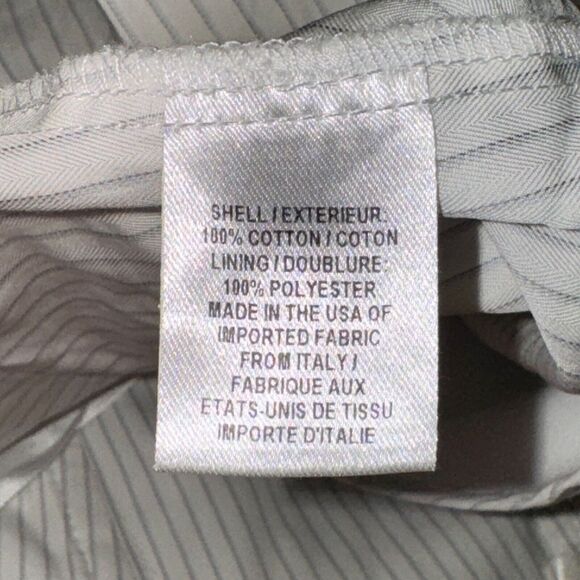 SHELL / EXTERIEUR:
100% COTTON / COTON
LINING / DOUBLURE:
100% POLYESTER
MADE IN THE USA OF
IMPORTED FABRIC
FROM ITALY /
FABRIQUE AUX
ETATS-UNIS DE TISSU
IMPORTE D'ITALIE